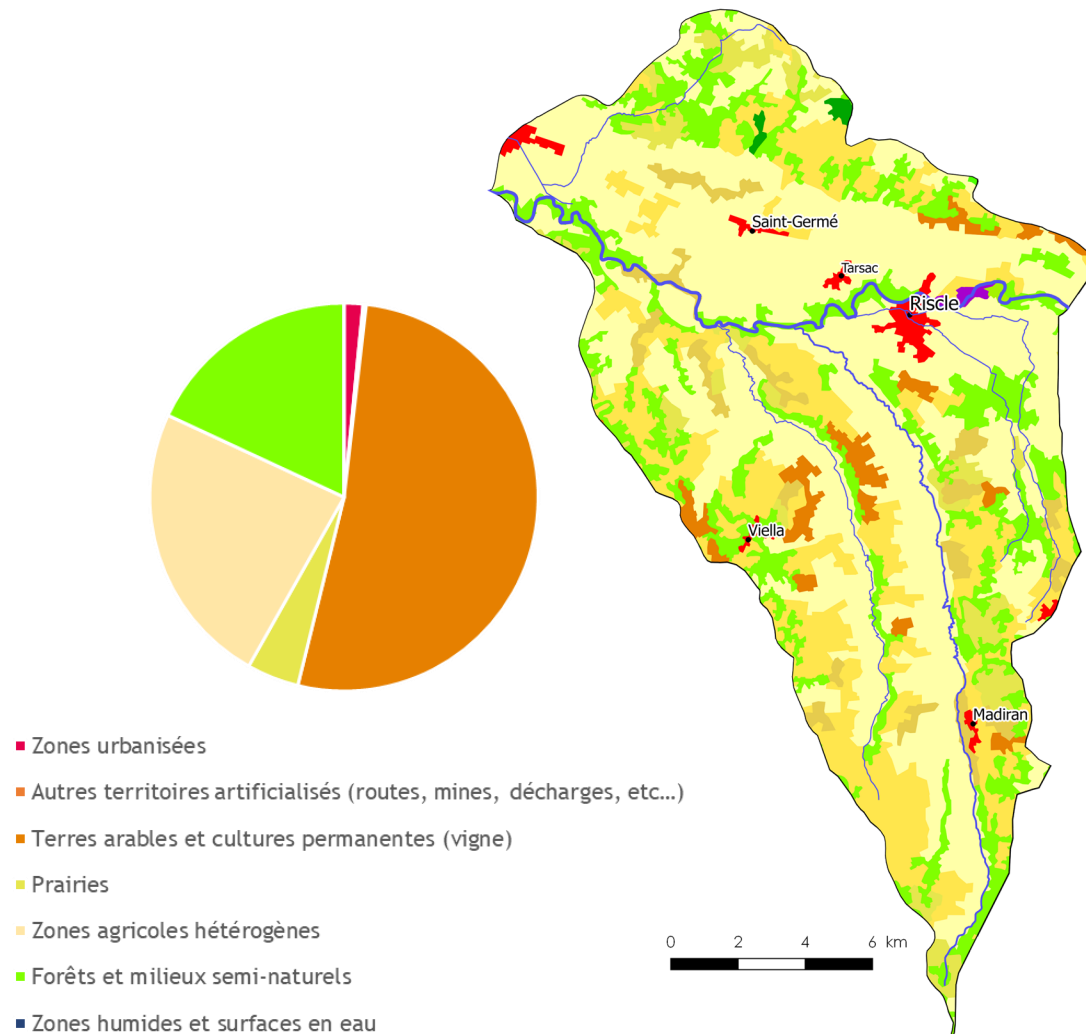 Saint-Germé
Tarsac
Riscle
Viella
Madiran
Zones urbanisées
Autres territoires artificialisés (routes, mines, décharges, etc...)
Terres arables et cultures permanentes (vigne)
Prairies
Zones agricoles hétérogènes
Forêts et milieux semi-naturels
Zones humides et surfaces en eau
0 2 4 6 km